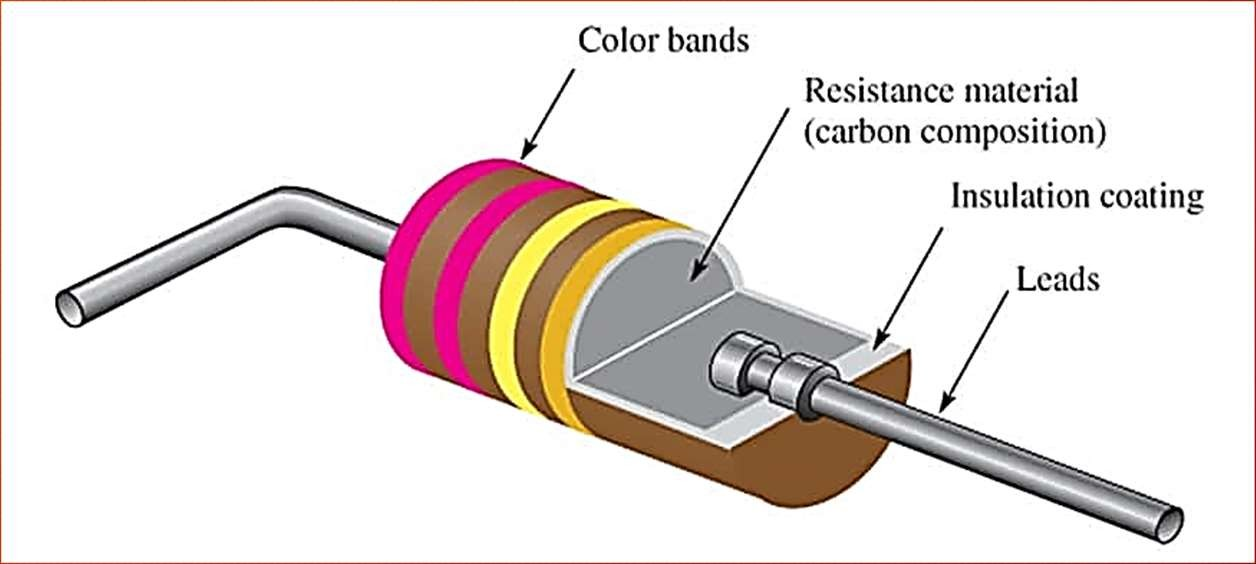 Color bands
Resistance material
(carbon composition)
Insulation coating
Leads